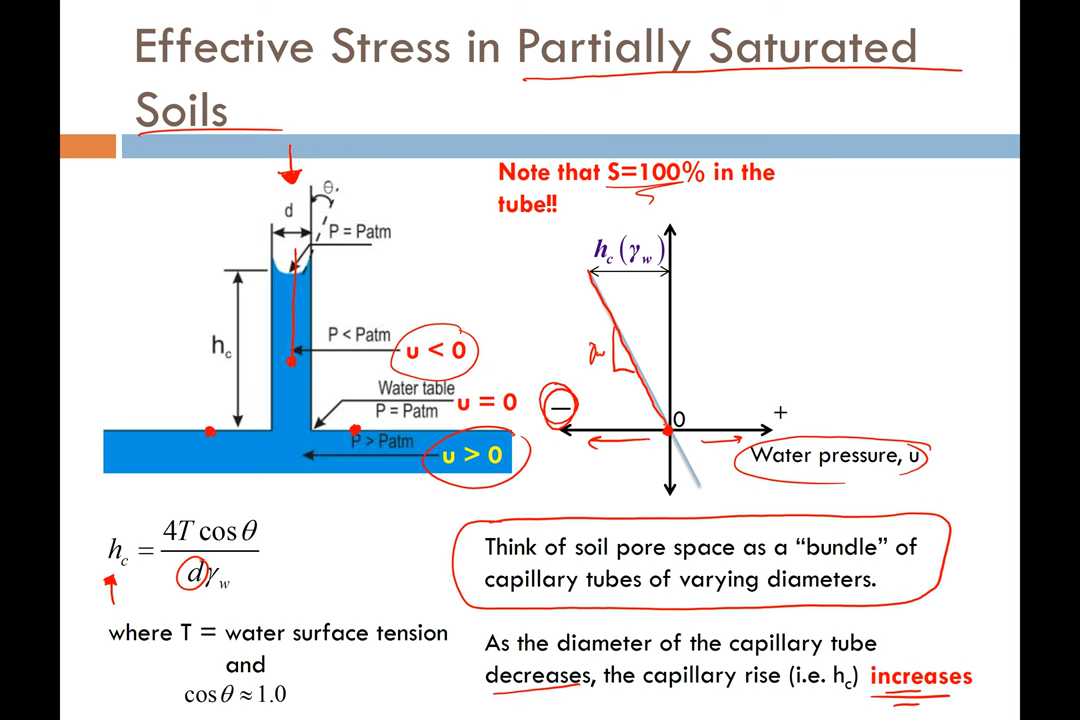 Effective Stress in Partially Saturated
Soils
Note that S=100% in the
tube!!
θ.
d
P = Patm
h_c (γ_w)
h_c
P < Patm
u < 0
Water table
P = Patm
u = 0
P > Patm
u > 0
γw
–
0
+
Water pressure, u
h_c = 4T cos θ / dγ_w
where T = water surface tension
and
cos θ ≈ 1.0
Think of soil pore space as a “bundle” of
capillary tubes of varying diameters.
As the diameter of the capillary tube
decreases, the capillary rise (i.e. h_c) increases